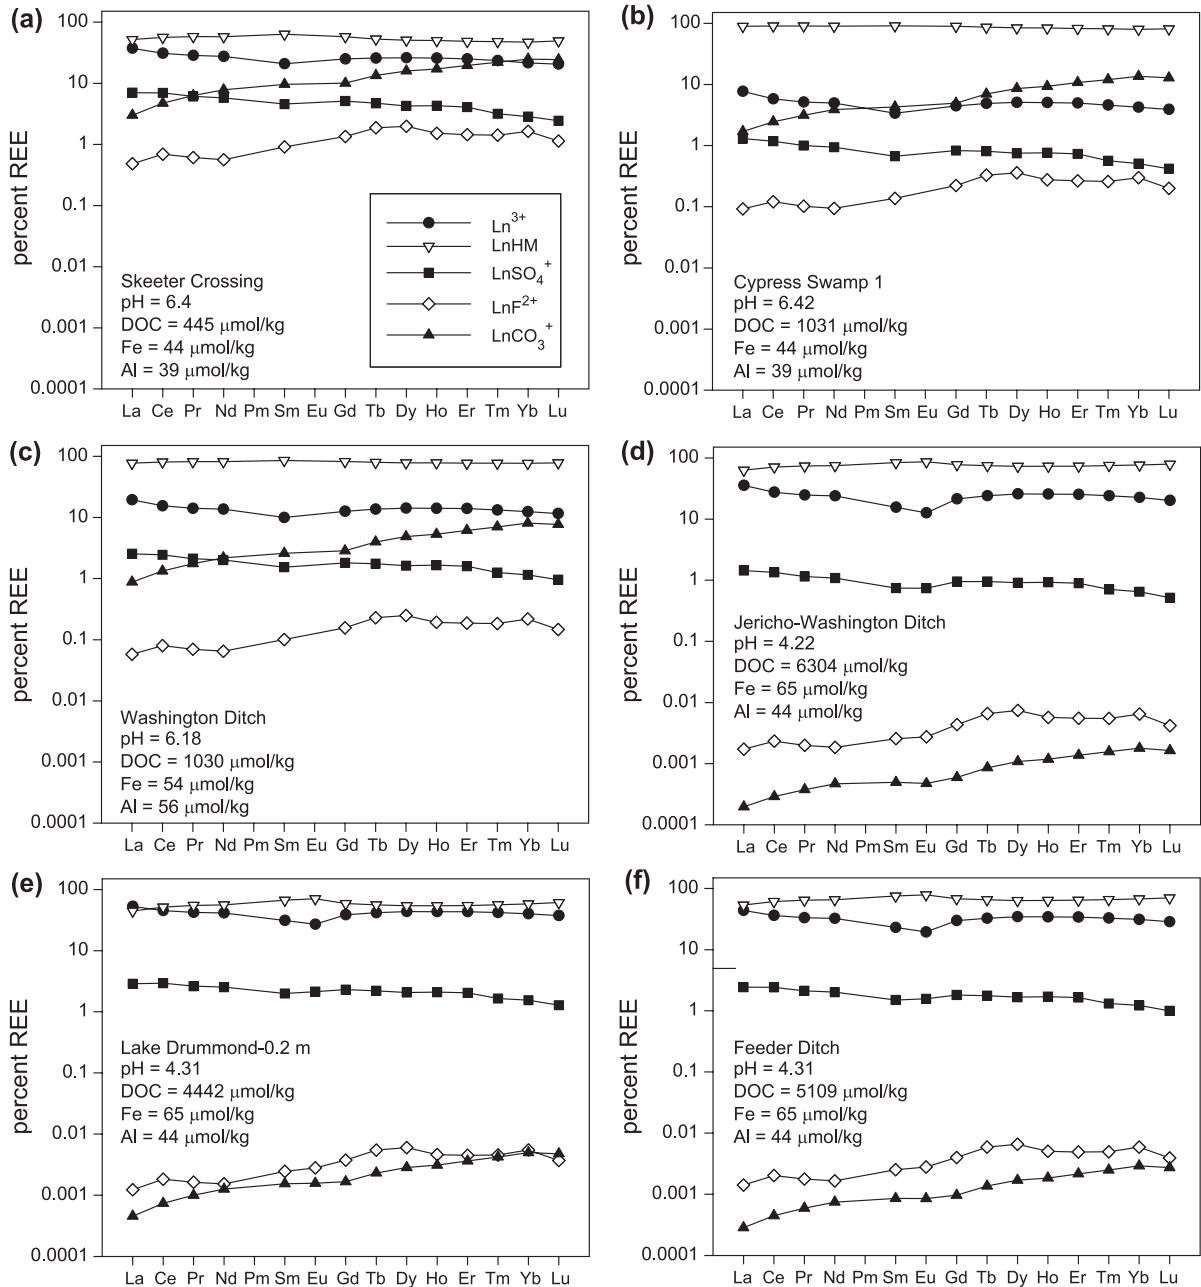 (a)
100
10
1
0.1
0.01
0.001
0.0001
percent REE
Ln3+
LnHM
LnSO4+
LnF2+
LnCO3+
Skeeter Crossing
pH = 6.4
DOC = 445 μmol/kg
Fe = 44 μmol/kg
Al = 39 μmol/kg
La Ce Pr Nd Pm Sm Eu Gd Tb Dy Ho Er Tm Yb Lu
(b)
100
10
1
0.1
0.01
0.001
0.0001
percent REE
Cypress Swamp 1
pH = 6.42
DOC = 1031 μmol/kg
Fe = 44 μmol/kg
Al = 39 μmol/kg
La Ce Pr Nd Pm Sm Eu Gd Tb Dy Ho Er Tm Yb Lu
(c)
100
10
1
0.1
0.01
0.001
0.0001
percent REE
Washington Ditch
pH = 6.18
DOC = 1030 μmol/kg
Fe = 54 μmol/kg
Al = 56 μmol/kg
La Ce Pr Nd Pm Sm Eu Gd Tb Dy Ho Er Tm Yb Lu
(d)
100
10
1
0.1
0.01
0.001
0.0001
percent REE
Jericho-Washington Ditch
pH = 4.22
DOC = 6304 μmol/kg
Fe = 65 μmol/kg
Al = 44 μmol/kg
La Ce Pr Nd Pm Sm Eu Gd Tb Dy Ho Er Tm Yb Lu
(e)
100
10
1
0.1
0.01
0.001
0.0001
percent REE
Lake Drummond-0.2 m
pH = 4.31
DOC = 4442 μmol/kg
Fe = 65 μmol/kg
Al = 44 μmol/kg
La Ce Pr Nd Pm Sm Eu Gd Tb Dy Ho Er Tm Yb Lu
(f)
100
10
1
0.1
0.01
0.001
0.0001
percent REE
Feeder Ditch
pH = 4.31
DOC = 5109 μmol/kg
Fe = 65 μmol/kg
Al = 44 μmol/kg
La Ce Pr Nd Pm Sm Eu Gd Tb Dy Ho Er Tm Yb Lu